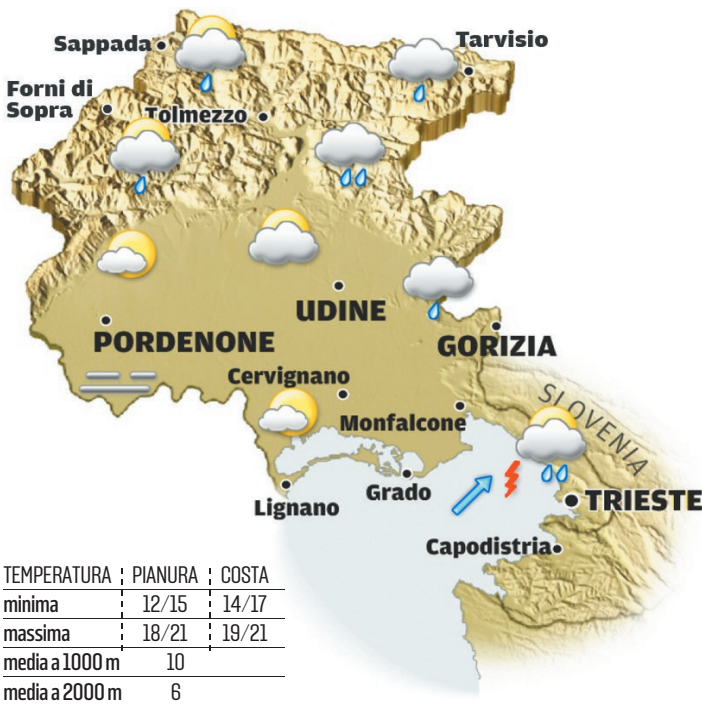 Sappada
Tarvisio
Forni di
Sopra
Tolmezzo
UDINE
PORDENONE
GORIZIA
Cervignano
SLOVENIA
Monfalcone
Grado
Lignano
TRIESTE
Capodistria
TEMPERATURA PIANURA COSTA
minima 12/15 14/17
massima 18/21 19/21
media a 1000 m 10
media a 2000 m 6